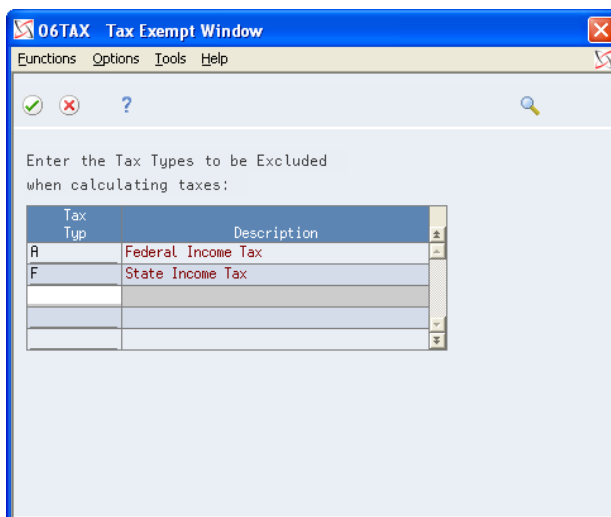 06TAX Tax Exempt Window
Functions Options Tools Help
?
Enter the Tax Types to be Excluded
when calculating taxes:
Tax
Typ Description
A Federal Income Tax
F State Income Tax